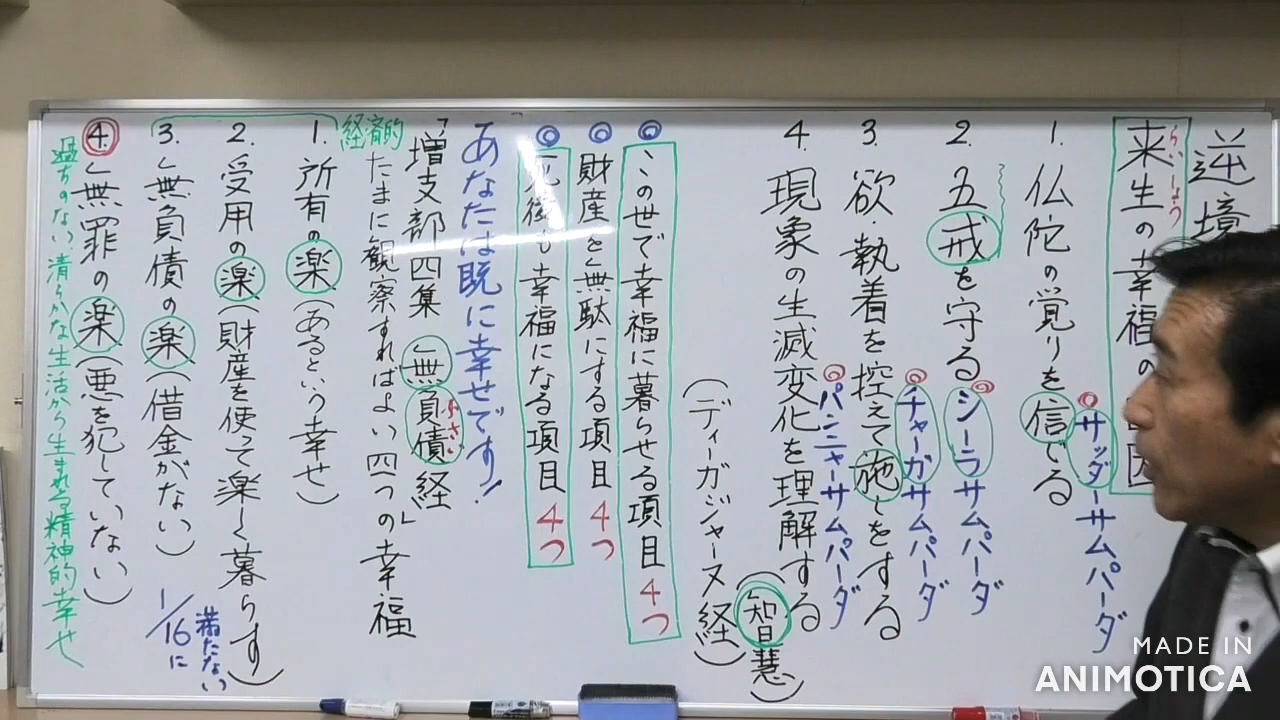 逆境
来生の幸福の
らいしょう
因
1. 仏陀の覚りを信じる
サッダーサムパーダ
2. 五戒を守る
シーラサムパーダ
3. 欲・執着を控えて施しをする
チャーガサムパーダ
4. 現象の生滅変化を理解する
パンニャーサムパーダ
(智慧)
(ディーガジャーヌ経)
◎この世で幸福に暮らせる項目 4つ
◎財産を無駄にする項目 4つ
◎死後も幸福になる項目 4つ
あなたは既に幸せです!
「増支部四集 無負債経」
ふさい
たまに観察すればよい四つの幸福
経済的
1. 所有の楽(あるという幸せ)
2. 受用の楽(財産を使って楽しく暮らす)
3. 無負債の楽(借金がない)
4. 無罪の楽(悪を犯していない)
1/16に
満たない
過ちのない清らかな生活から生まれる精神的幸せ
MADE IN
ANIMOTICA